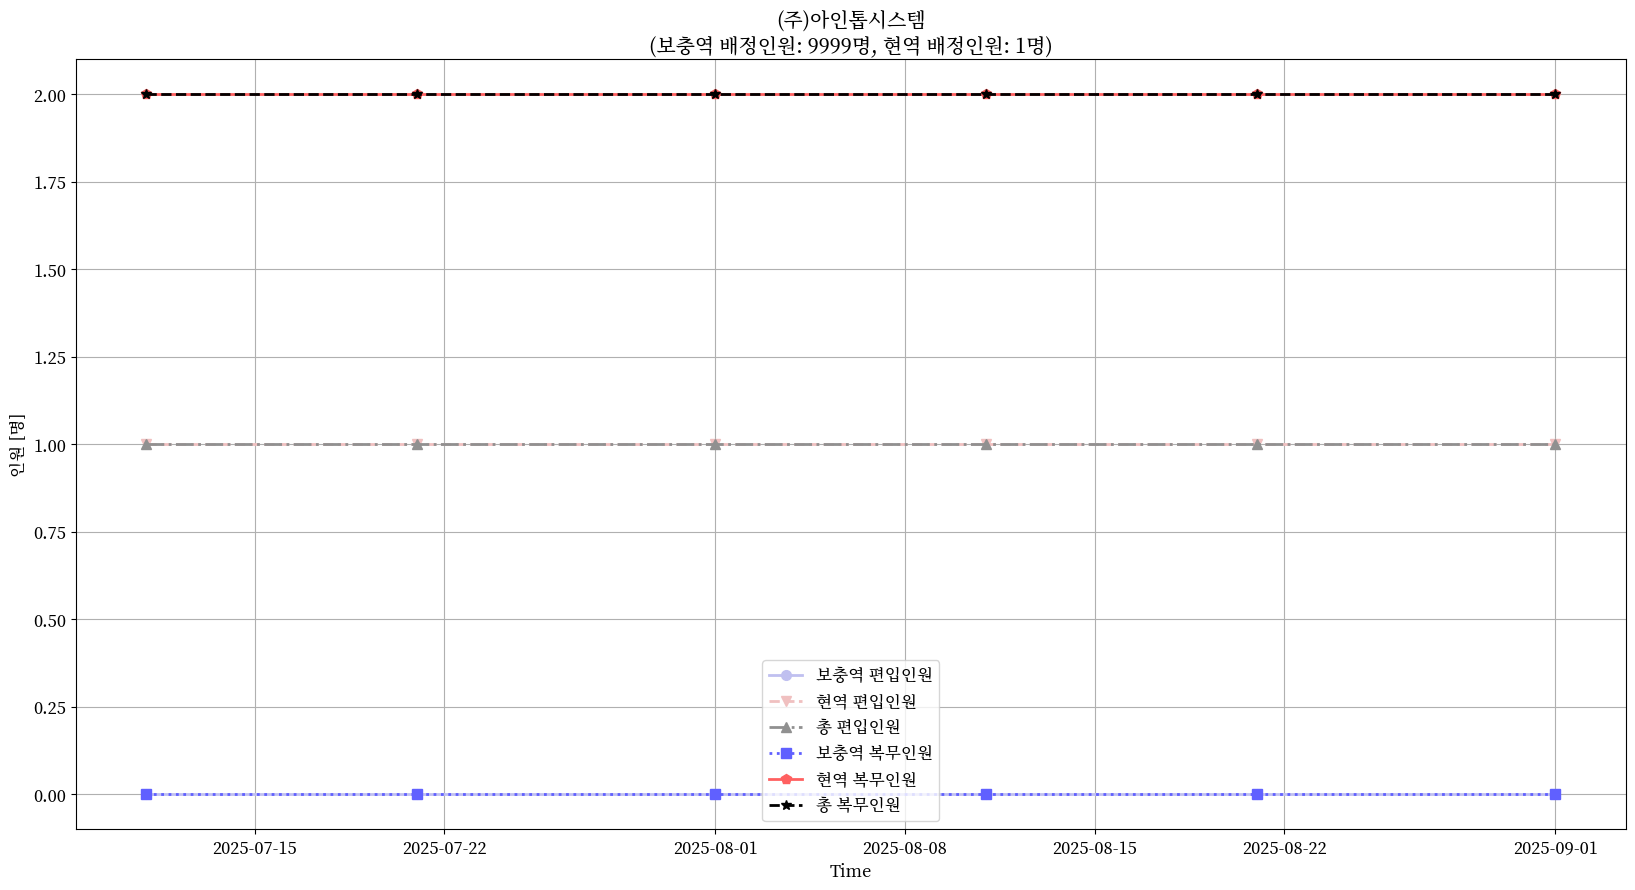 (주)아인톱시스템
(보충역 배정인원: 9999명, 현역 배정인원: 1명)
2.00
1.75
1.50
1.25
1.00
0.75
0.50
0.25
0.00
인원 [명]
보충역 편입인원
현역 편입인원
총 편입인원
보충역 복무인원
현역 복무인원
총 복무인원
2025-07-15
2025-07-22
2025-08-01
2025-08-08
2025-08-15
2025-08-22
2025-09-01
Time